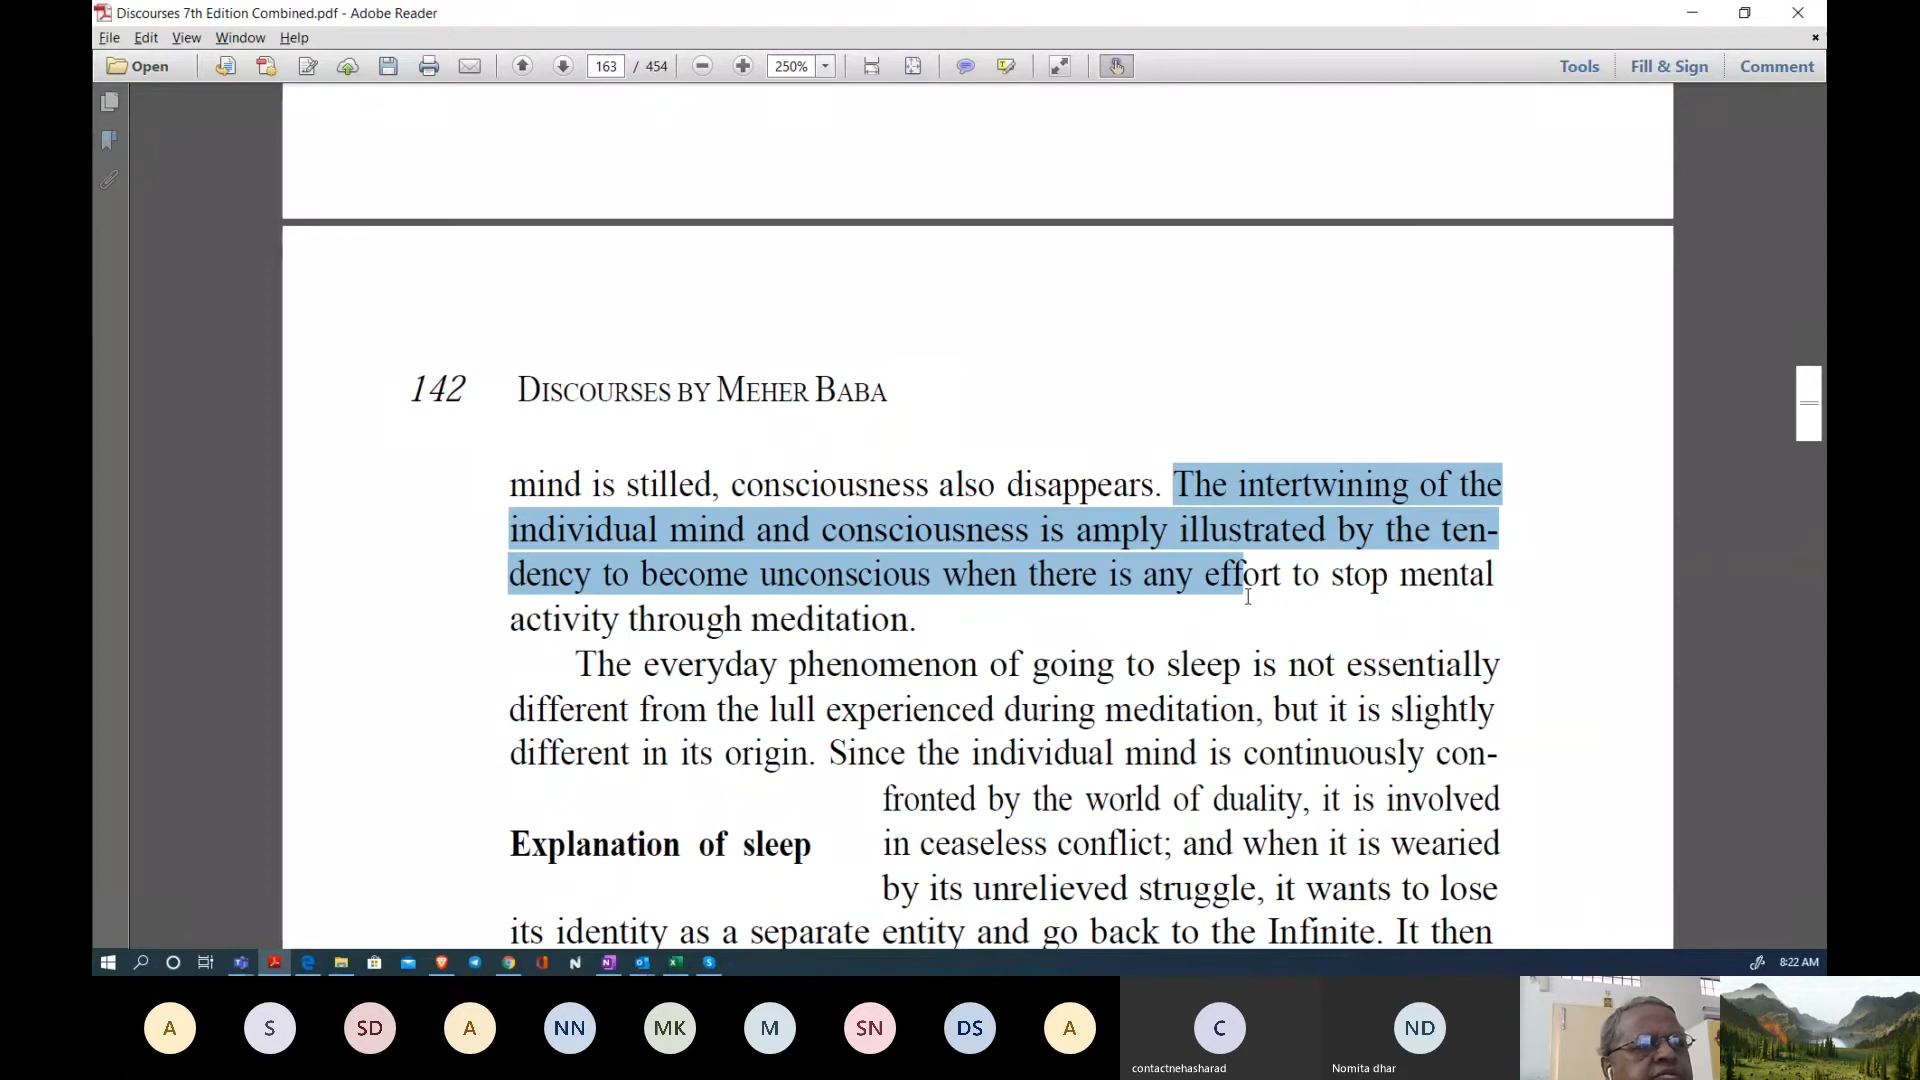 Discourses 7th Edition Combined.pdf - Adobe Reader
File Edit View Window Help
Open 163 / 454 250% Tools Fill & Sign Comment
142 DISCOURSES BY MEHER BABA
mind is stilled, consciousness also disappears. The intertwining of the
individual mind and consciousness is amply illustrated by the ten-
dency to become unconscious when there is any effort to stop mental
activity through meditation.
The everyday phenomenon of going to sleep is not essentially
different from the lull experienced during meditation, but it is slightly
different in its origin. Since the individual mind is continuously con-
fronted by the world of duality, it is involved
Explanation of sleep in ceaseless conflict; and when it is wearied
by its unrelieved struggle, it wants to lose
its identity as a separate entity and go back to the Infinite. It then
8:22 AM
A S SD A NN MK M SN DS A C ND
contactnehasharad Nomita dhar